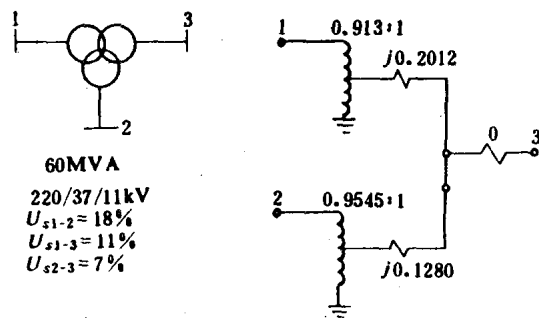 1
3
2
60MVA
220/37/11kV
Us1-2=18%
Us1-3=11%
Us2-3=7%
1
0.913:1
j0.2012
0
3
2
0.9545:1
j0.1280